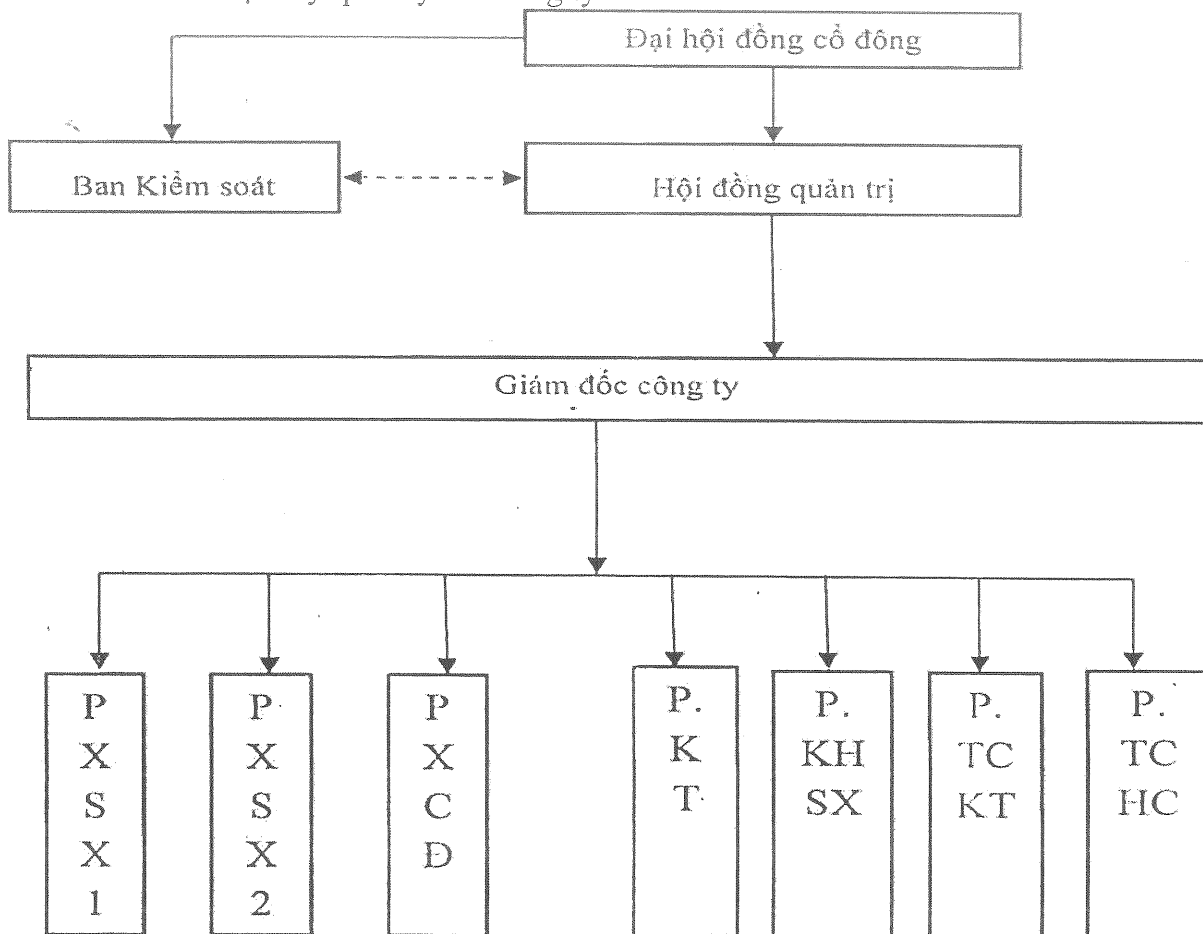 Đại hội đồng cổ đông
Ban Kiểm soát
Hội đồng quản trị
Giám đốc công ty
P
X
S
X
1
P
X
S
X
2
P
X
C
Đ
P.
K
T
P.
KH
SX
P.
TC
KT
P.
TC
HC